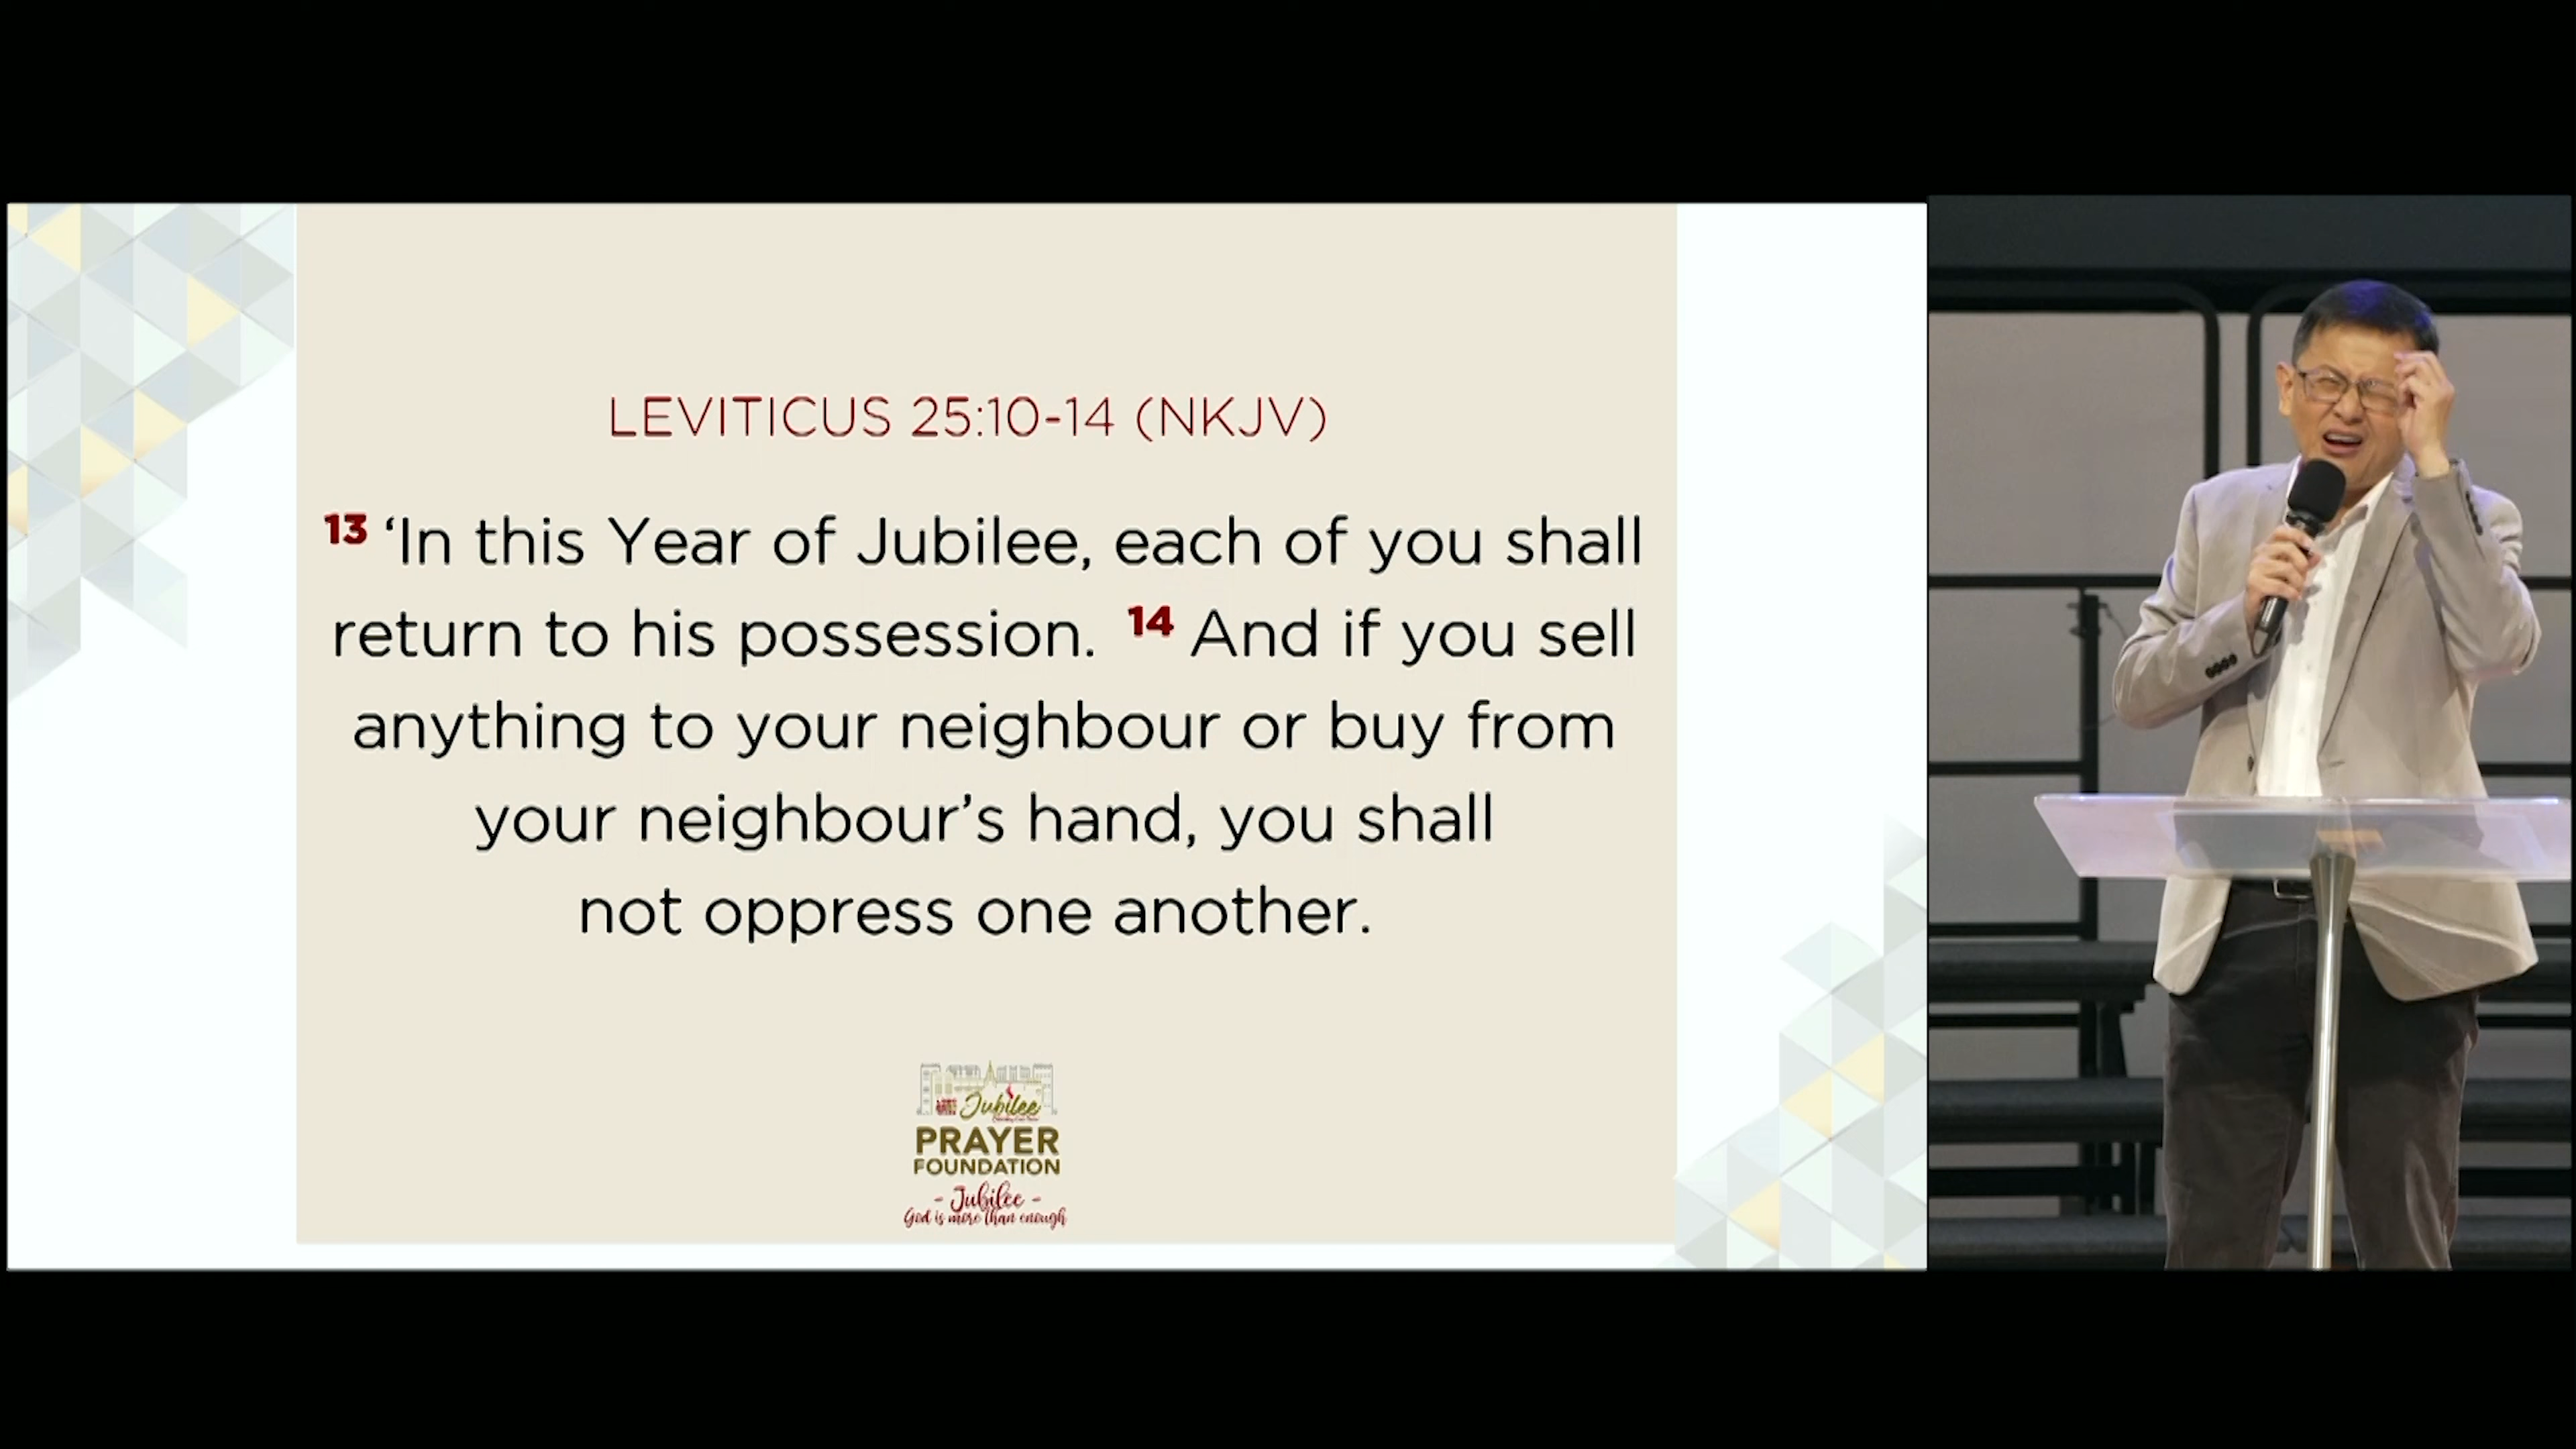 LEVITICUS 25:10-14 (NKJV)
13 ‘In this Year of Jubilee, each of you shall
return to his possession. 14 And if you sell
anything to your neighbour or buy from
your neighbour’s hand, you shall
not oppress one another.
Jubilee
PRAYER
FOUNDATION
- Jubilee -
God is more than enough